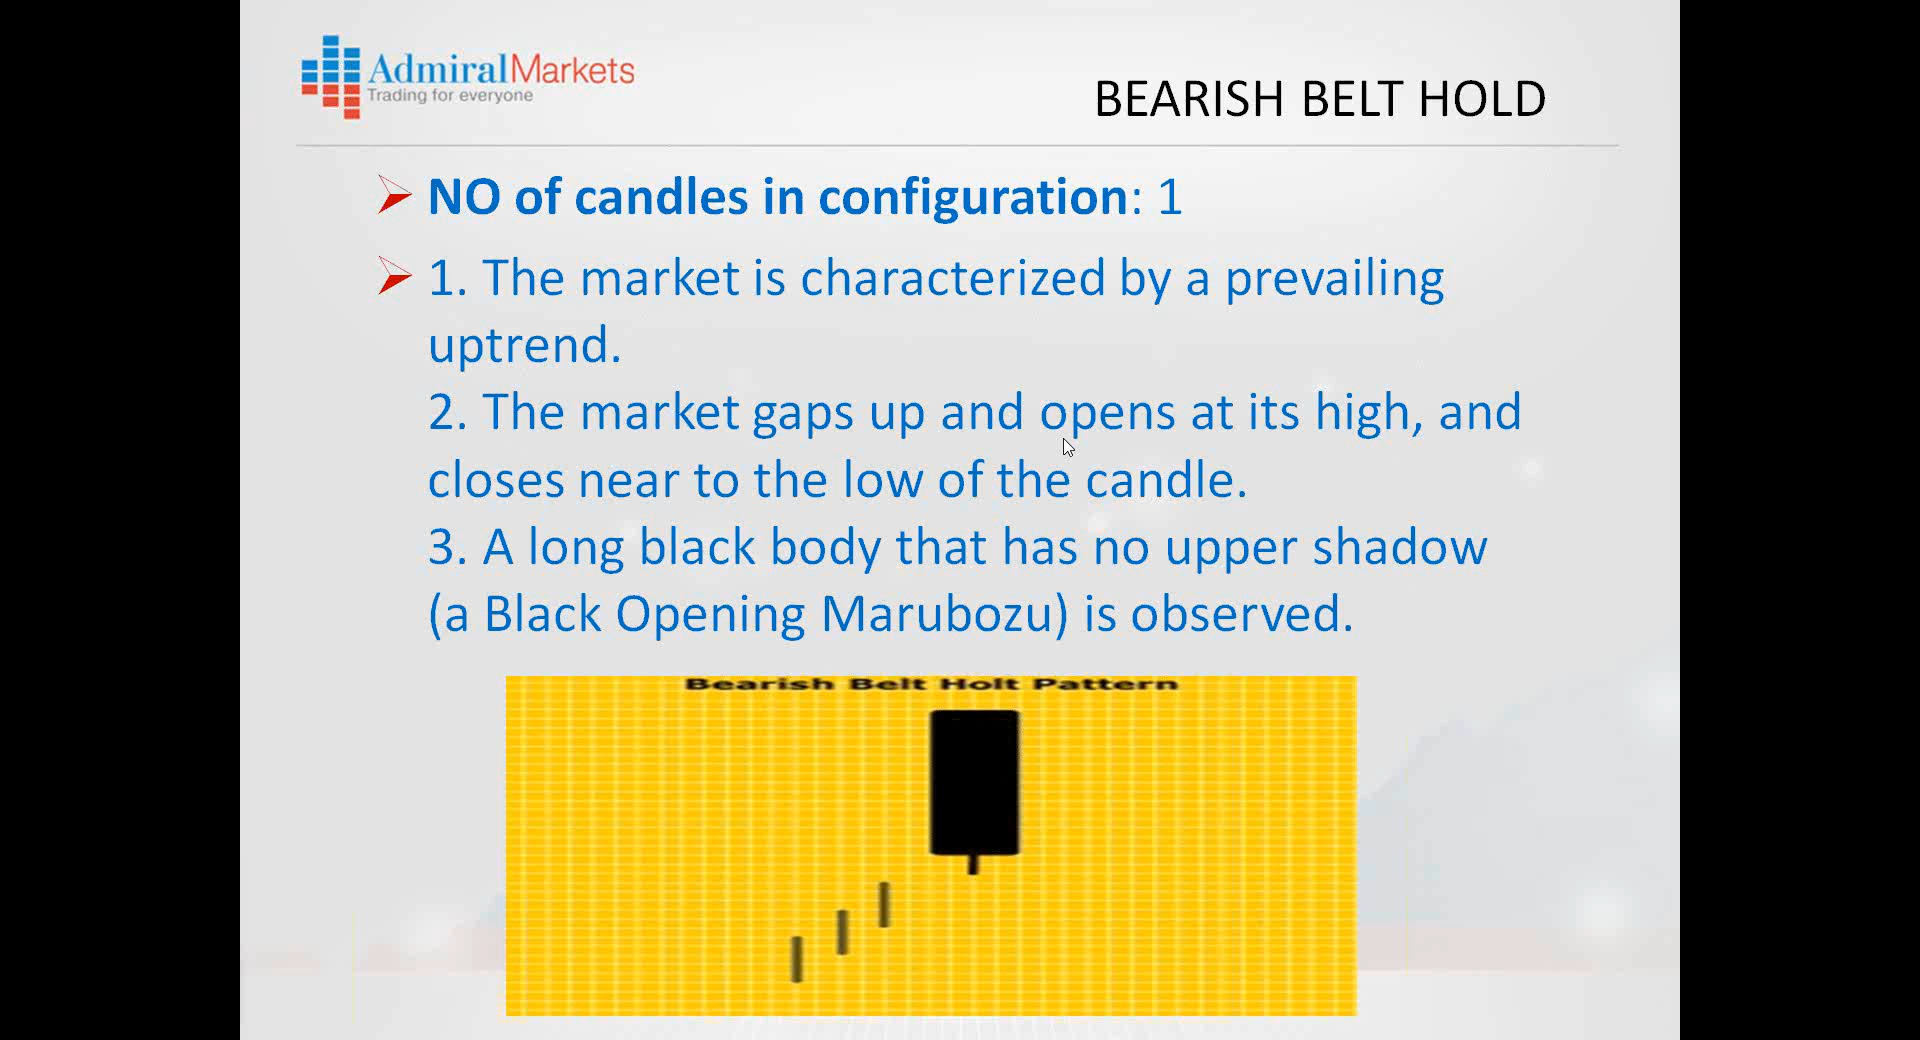 AdmiralMarkets
Trading for everyone
BEARISH BELT HOLD
NO of candles in configuration: 1
1. The market is characterized by a prevailing
uptrend.
2. The market gaps up and opens at its high, and
closes near to the low of the candle.
3. A long black body that has no upper shadow
(a Black Opening Marubozu) is observed.
Bearish Belt Holt Pattern